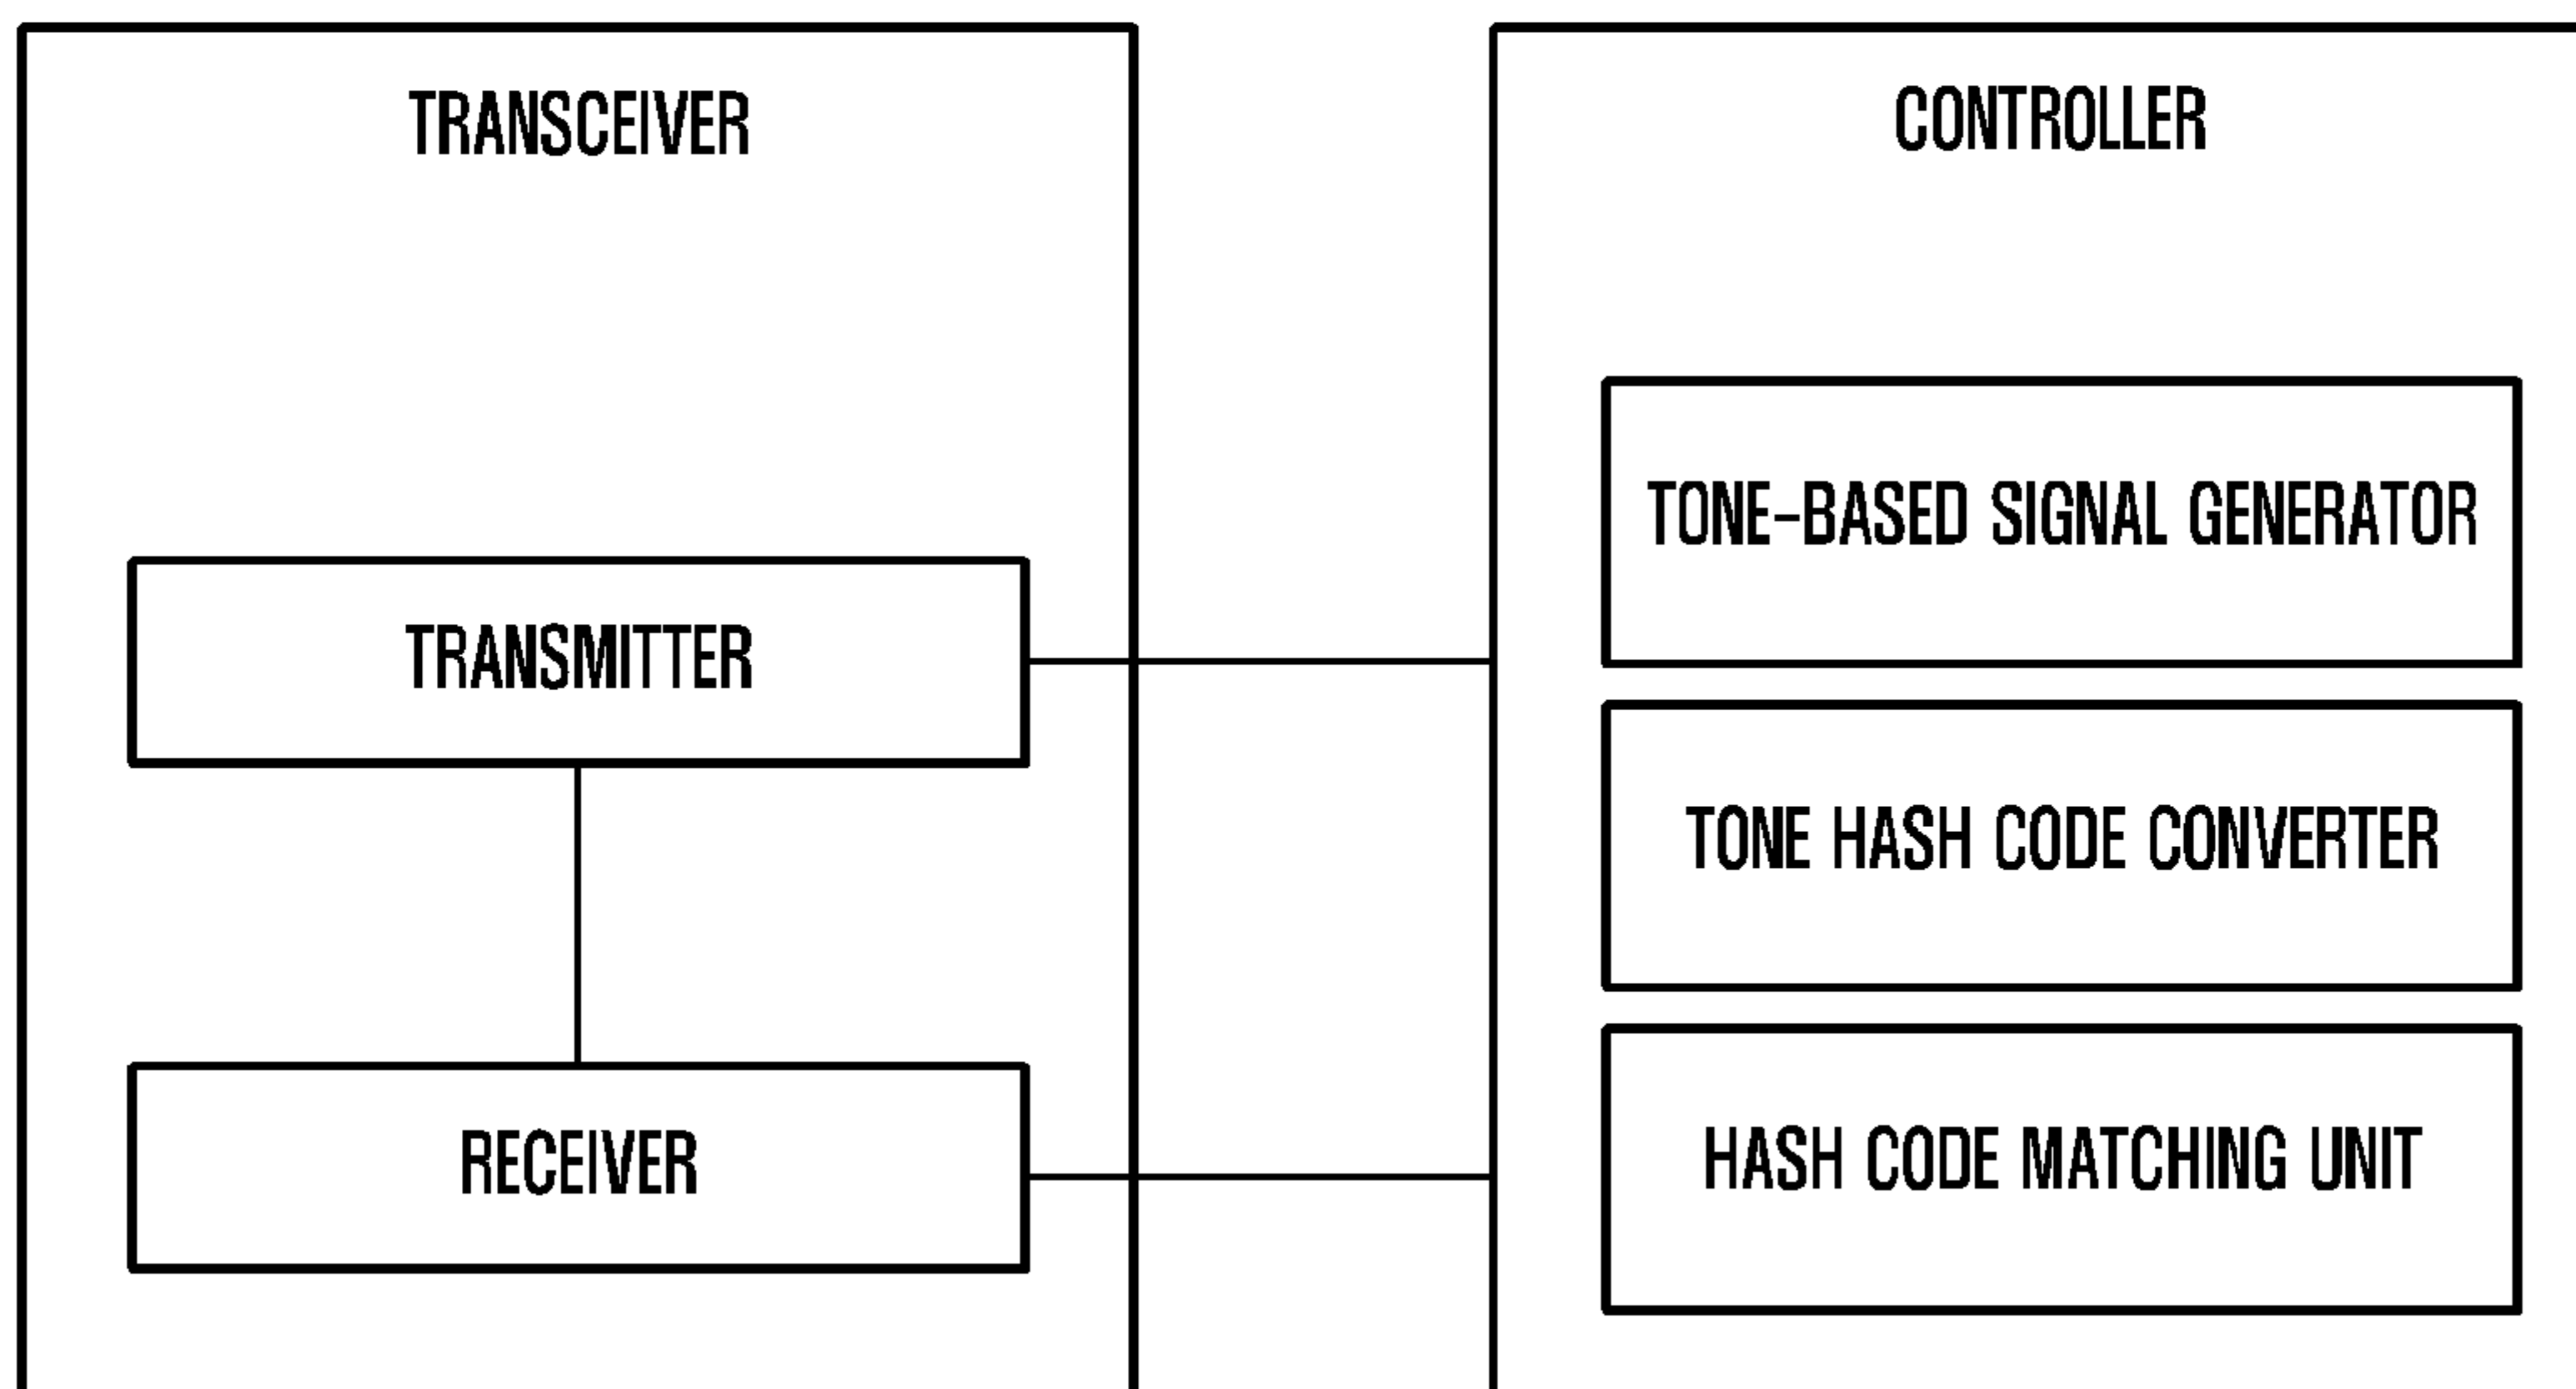 TRANSCEIVER
TRANSMITTER
RECEIVER
CONTROLLER
TONE-BASED SIGNAL GENERATOR
TONE HASH CODE CONVERTER
HASH CODE MATCHING UNIT